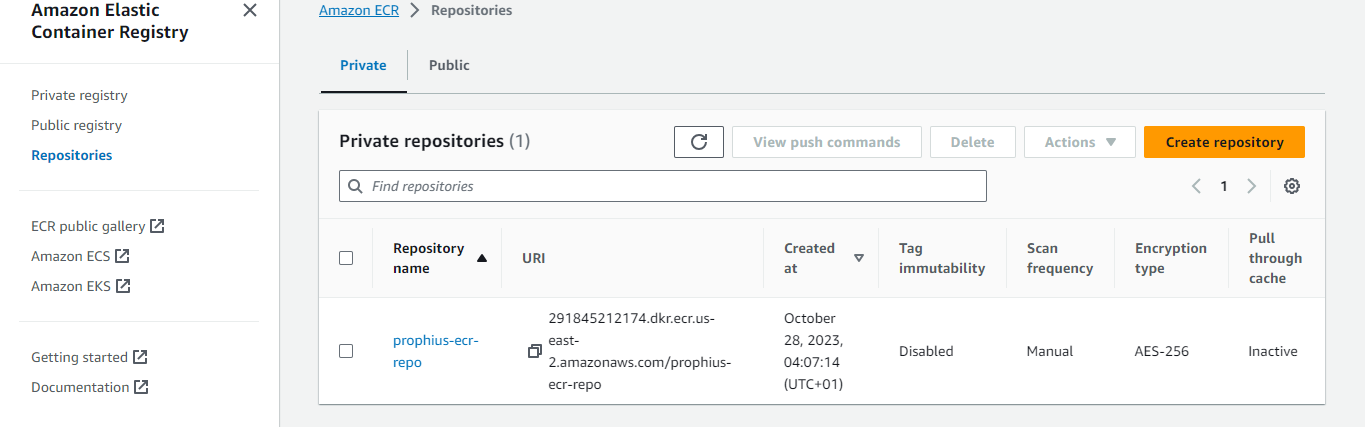 Amazon Elastic
Container Registry
Private registry
Public registry
Repositories
ECR public gallery
Amazon ECS
Amazon EKS
Getting started
Documentation
Amazon ECR > Repositories
Private
Public
Private repositories (1)
View push commands
Delete
Actions
Create repository
Find repositories
1
Repository
name
URI
Created
at
Tag
immutability
Scan
frequency
Encryption
type
Pull
through
cache
prophius-ecr-
repo
291845212174.dkr.ecr.us-
east-
2.amazonaws.com/prophius-
ecr-repo
October
28, 2023,
04:07:14
(UTC+01)
Disabled
Manual
AES-256
Inactive